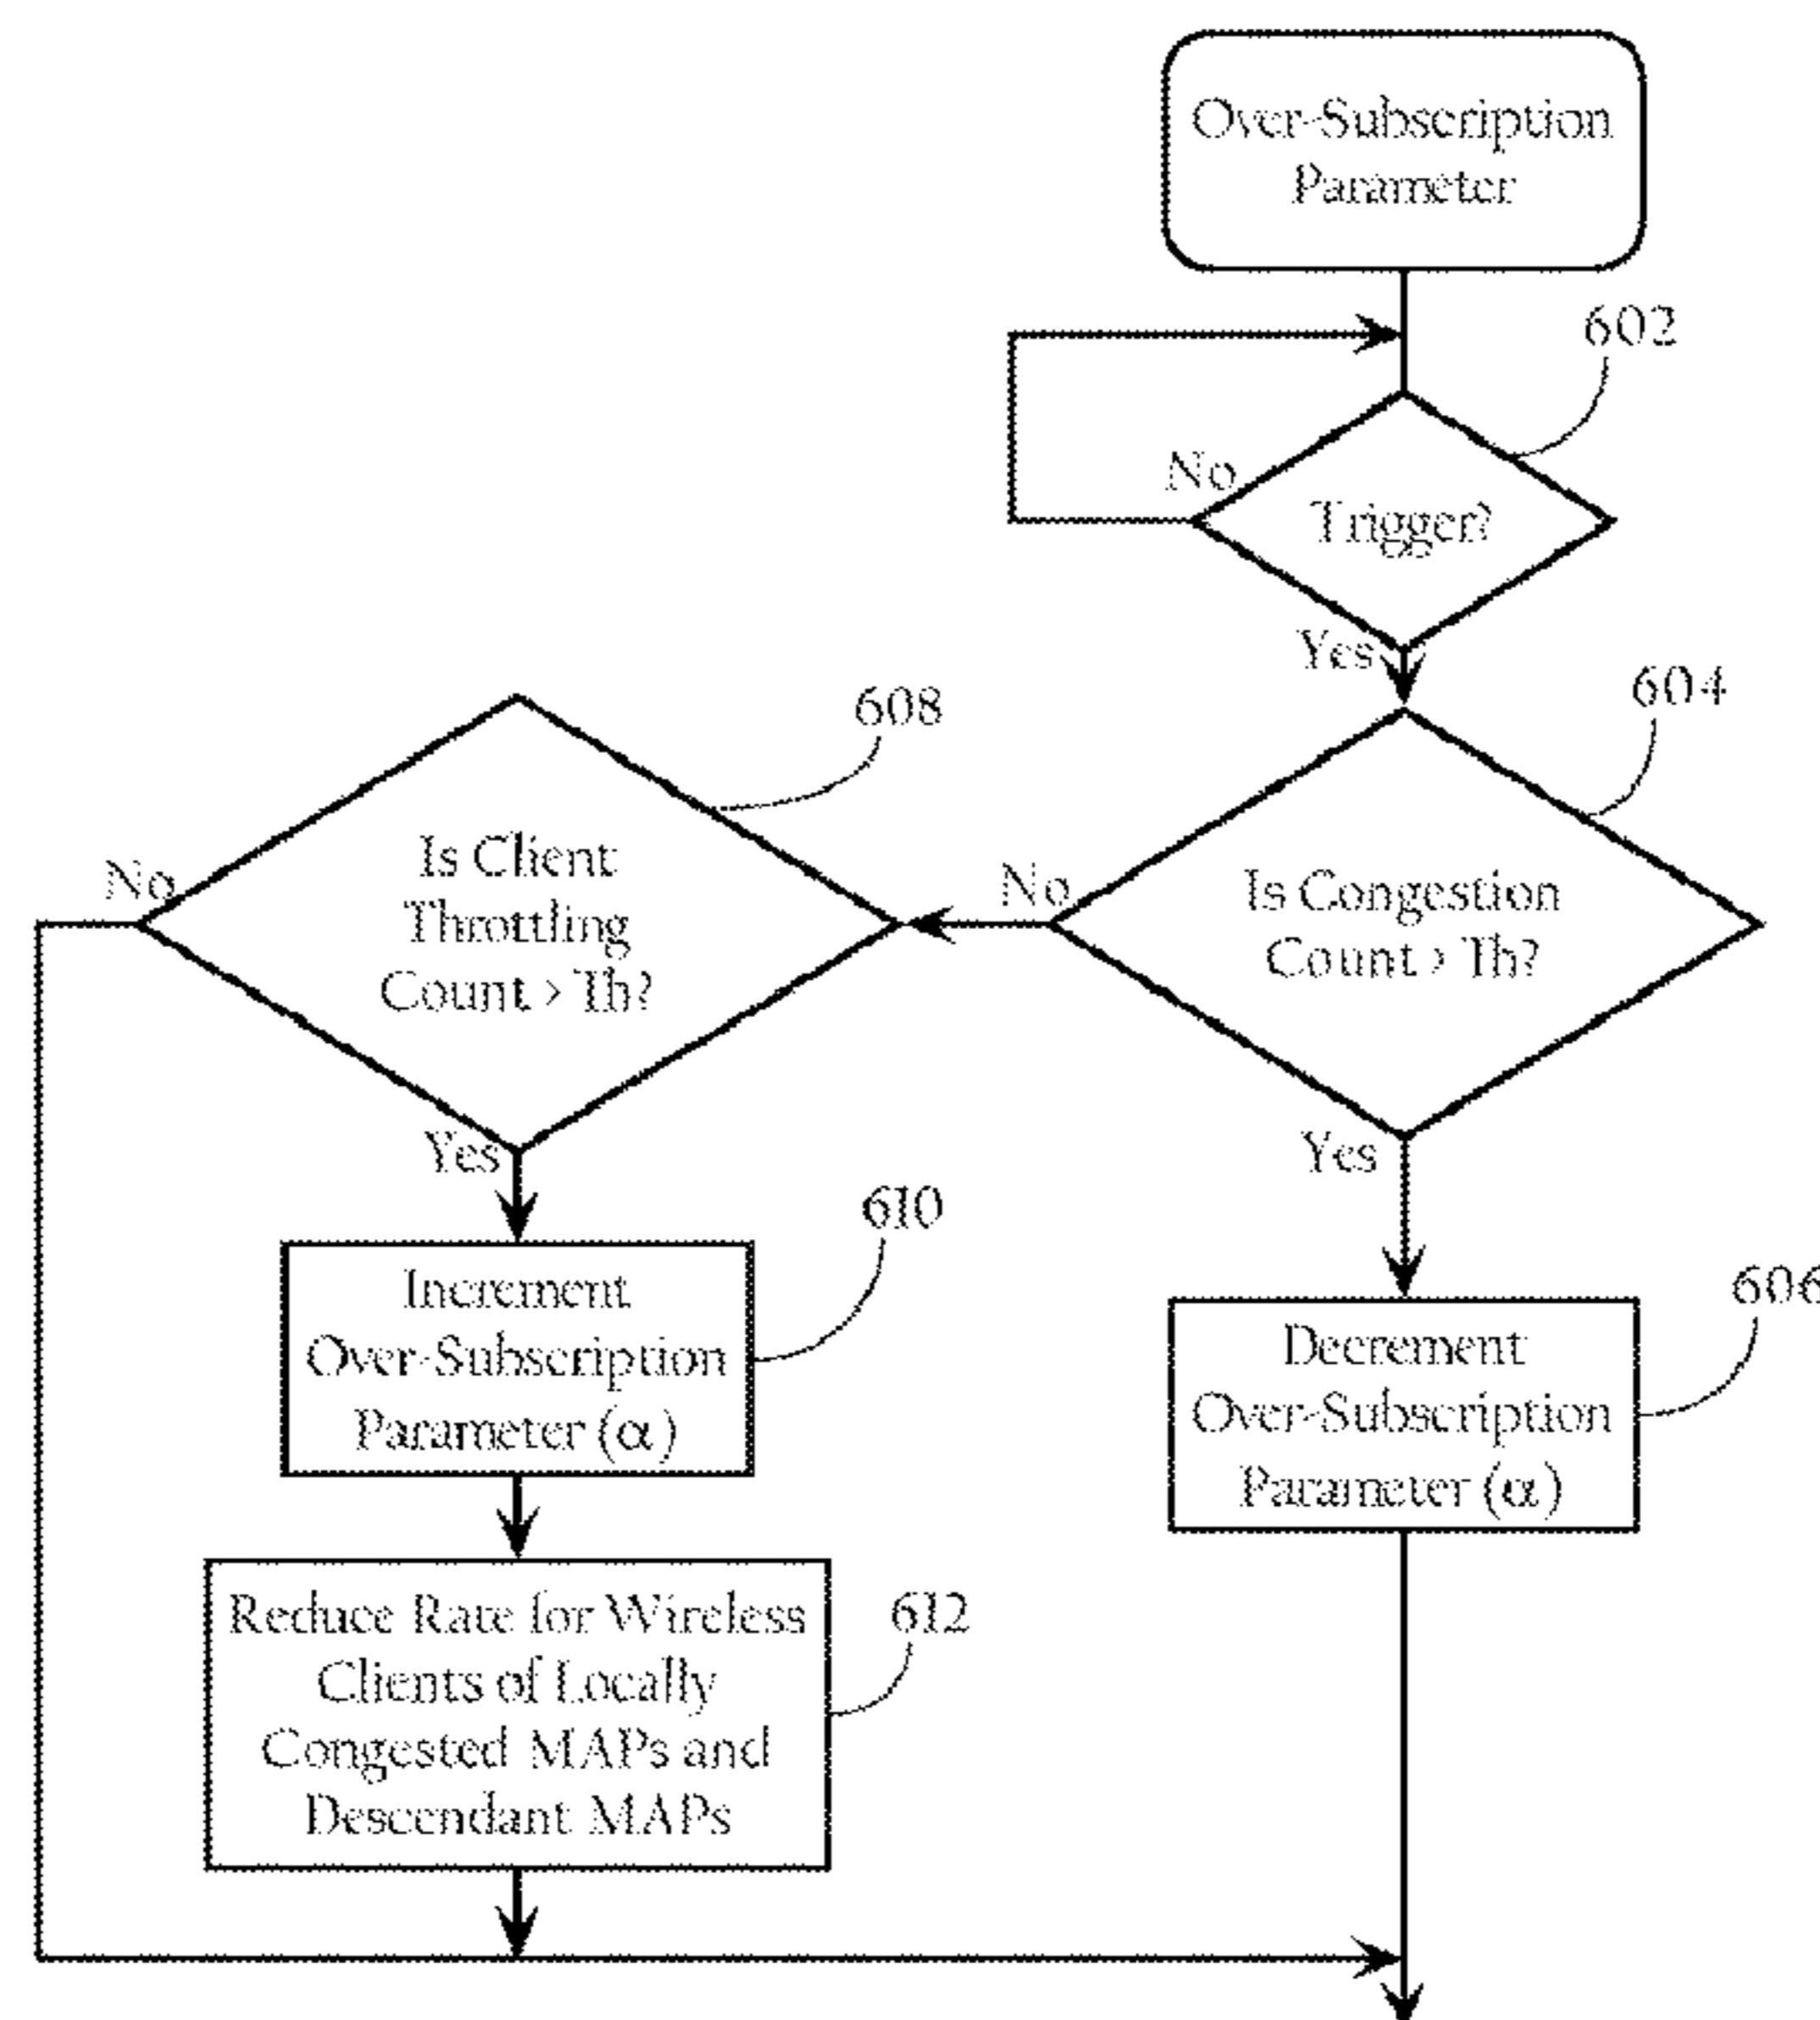 Over-Subscription
Parameter
602
No
Trigger?
Yes
604
608
Is Congestion
Count > Th?
No
Yes
Is Client
Throttling
Count > Th?
No
Yes
606
Decrement
Over-Subscription
Parameter (α)
610
Increment
Over-Subscription
Parameter (α)
612
Reduce Rate for Wireless
Clients of Locally
Congested MAPs and
Descendant MAPs